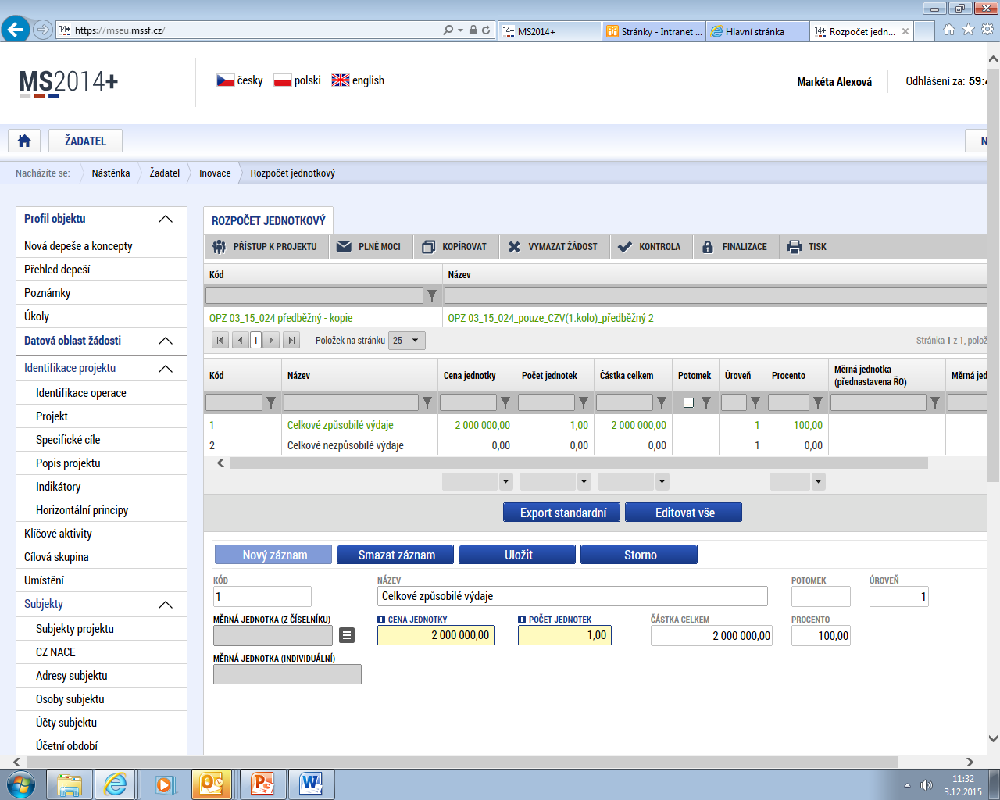 https://mseu.mssf.cz/
MS2014+
Stránky - Intranet ...
Hlavní stránka
Rozpočet jedn...
MS2014+
česky
polski
english
Markéta Alexová
Odhlášení za: 59:
ŽADATEL
N
Nacházíte se:
Nástěnka
Žadatel
Inovace
Rozpočet jednotkový
Profil objektu
Nová depeše a koncepty
Přehled depeší
Poznámky
Úkoly
Datová oblast žádosti
Identifikace projektu
Identifikace operace
Projekt
Specifické cíle
Popis projektu
Indikátory
Horizontální principy
Klíčové aktivity
Cílová skupina
Umístění
Subjekty
Subjekty projektu
CZ NACE
Adresy subjektu
Osoby subjektu
Účty subjektu
Účetní období
ROZPOČET JEDNOTKOVÝ
PŘÍSTUP K PROJEKTU
PLNÉ MOCI
KOPÍROVAT
VYMAZAT ŽÁDOST
KONTROLA
FINALIZACE
TISK
Kód
Název
OPZ 03_15_024 předběžný - kopie
OPZ 03_15_024_pouze_CZV(1.kolo)_předběžný 2
1
Položek na stránku 25
Stránka 1 z 1, polož
Kód
Název
Cena jednotky
Počet jednotek
Částka celkem
Potomek
Úroveň
Procento
Měrná jednotka (přednastavena ŘO)
Měrná jed
1 Celkové způsobilé výdaje 2 000 000,00 1,00 2 000 000,00 1 100,00
2 Celkové nezpůsobilé výdaje 0,00 0,00 0,00 1 0,00
Export standardní
Editovat vše
Nový záznam
Smazat záznam
Uložit
Storno
KÓD
NÁZEV
POTOMEK
ÚROVEŇ
1
Celkové způsobilé výdaje
1
MĚRNÁ JEDNOTKA (Z ČÍSELNÍKU)
CENA JEDNOTKY
POČET JEDNOTEK
ČÁSTKA CELKEM
PROCENTO
2 000 000,00
1,00
2 000 000,00
100,00
MĚRNÁ JEDNOTKA (INDIVIDUÁLNÍ)
11:32
3.12.2015